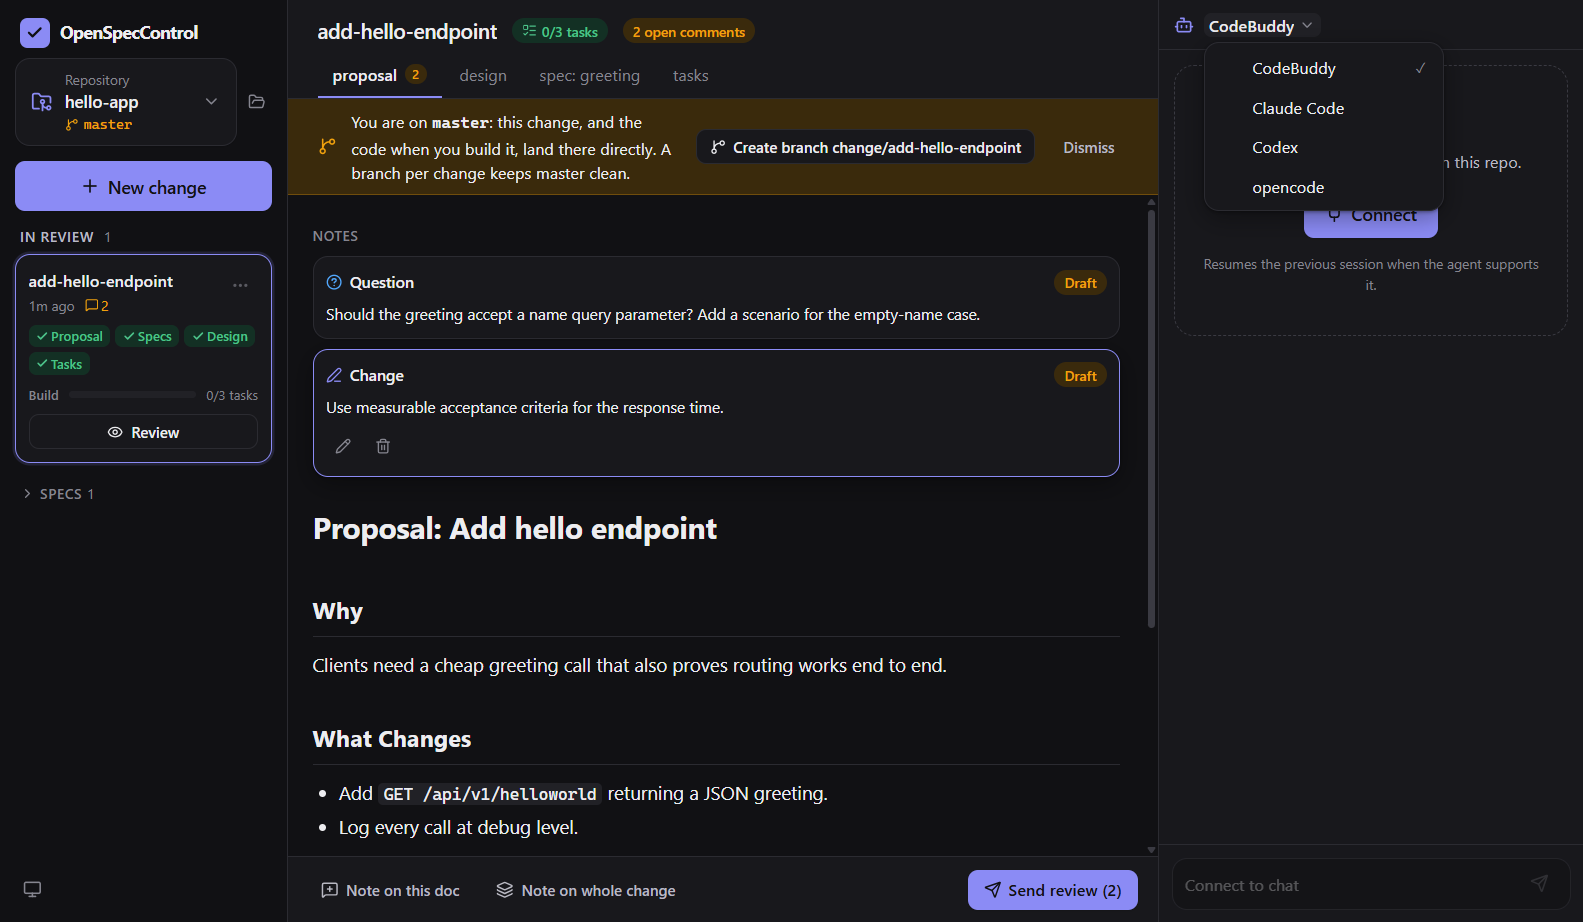 OpenSpecControl
Repository
hello-app
master
New change
IN REVIEW 1
add-hello-endpoint
1m ago 2
Proposal
Specs
Design
Tasks
Build 0/3 tasks
Review
SPECS 1
add-hello-endpoint
0/3 tasks
2 open comments
proposal 2
design
spec: greeting
tasks
You are on master: this change, and the
code when you build it, land there directly. A
branch per change keeps master clean.
Create branch change/add-hello-endpoint
Dismiss
NOTES
Question
Draft
Should the greeting accept a name query parameter? Add a scenario for the empty-name case.
Change
Draft
Use measurable acceptance criteria for the response time.
Proposal: Add hello endpoint
Why
Clients need a cheap greeting call that also proves routing works end to end.
What Changes
Add GET /api/v1/helloworld returning a JSON greeting.
Log every call at debug level.
Note on this doc
Note on whole change
Send review (2)
CodeBuddy
CodeBuddy
Claude Code
Codex
opencode
this repo.
Connect
Resumes the previous session when the agent supports
it.
Connect to chat